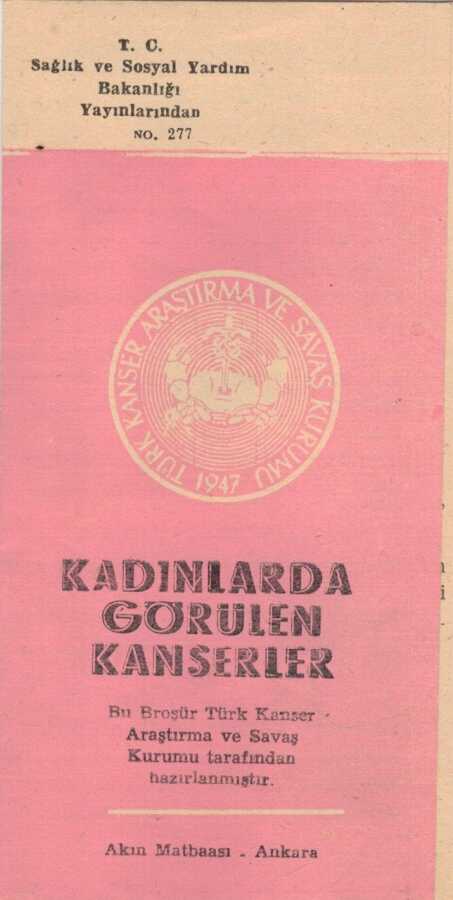 T. C.
Sağlık ve Sosyal Yardım
Bakanlığı
Yayınlarından
NO. 277
TÜRK KANSER ARAŞTIRMA VE SAVAŞ KURUMU
1947
KADINLARDA
GÖRÜLEN
KANSERLER
Bu Broşür Türk Kanser
Araştırma ve Savaş
Kurumu tarafından
hazırlanmıştır.
Akın Matbaası - Ankara